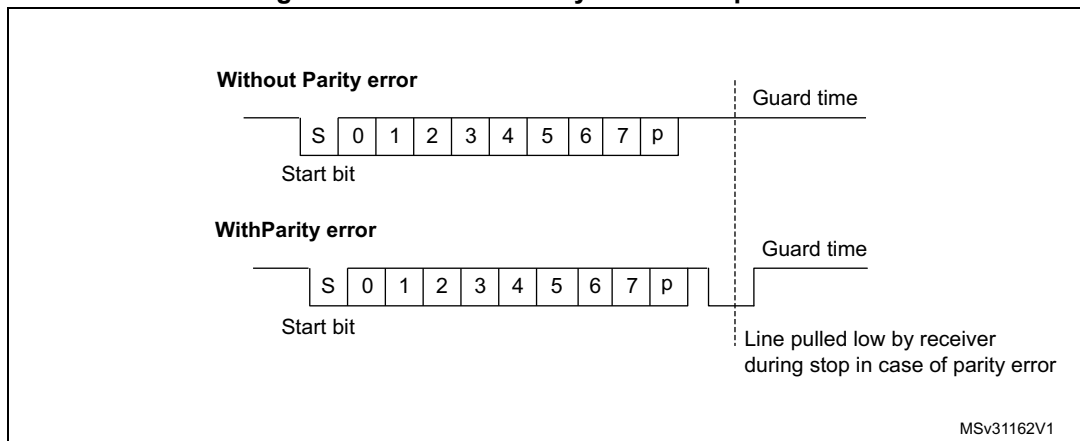 Without Parity error
Guard time
S 0 1 2 3 4 5 6 7 p
Start bit
WithParity error
Guard time
S 0 1 2 3 4 5 6 7 p
Start bit
Line pulled low by receiver
during stop in case of parity error
MSv31162V1